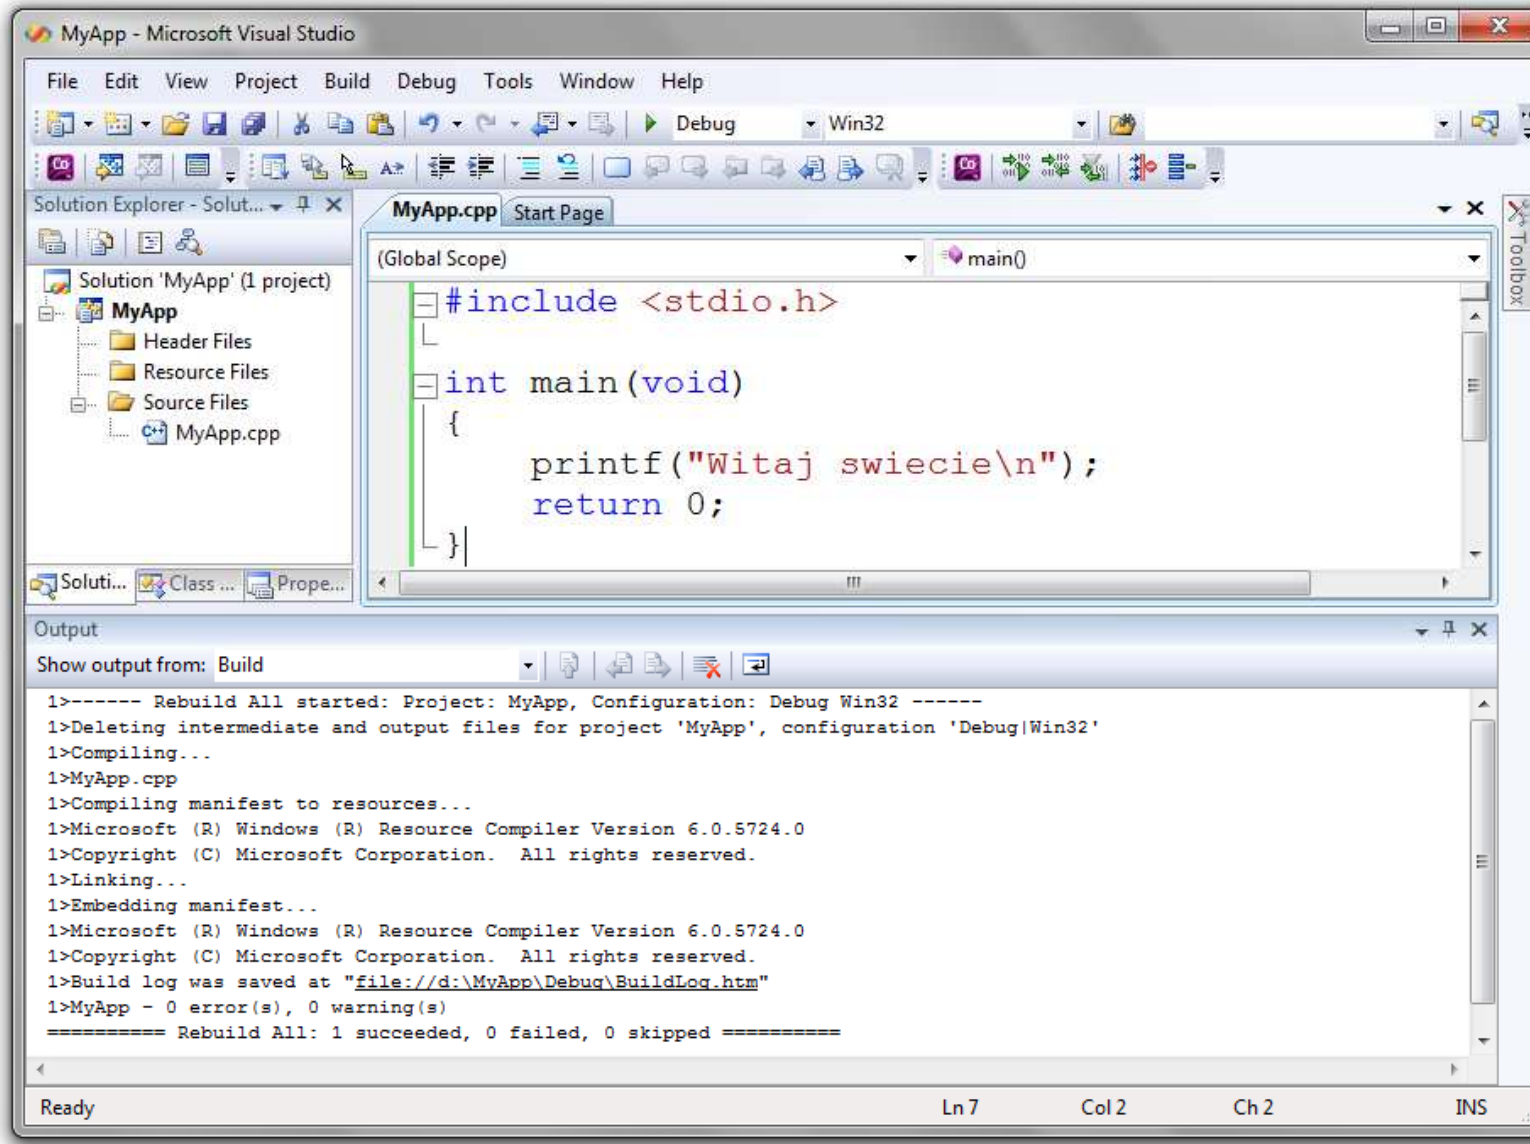 MyApp - Microsoft Visual Studio
File Edit View Project Build Debug Tools Window Help
Debug Win32
Solution Explorer - Solut...
MyApp.cpp Start Page
Toolbox
(Global Scope) main()
Solution 'MyApp' (1 project)
MyApp
Header Files
Resource Files
Source Files
MyApp.cpp
Soluti... Class ... Prope...
#include <stdio.h>
int main(void)
{
printf("Witaj swiecie\n");
return 0;
}
Output
Show output from: Build
1>------ Rebuild All started: Project: MyApp, Configuration: Debug Win32 ------
1>Deleting intermediate and output files for project 'MyApp', configuration 'Debug|Win32'
1>Compiling...
1>MyApp.cpp
1>Compiling manifest to resources...
1>Microsoft (R) Windows (R) Resource Compiler Version 6.0.5724.0
1>Copyright (C) Microsoft Corporation.  All rights reserved.
1>Linking...
1>Embedding manifest...
1>Microsoft (R) Windows (R) Resource Compiler Version 6.0.5724.0
1>Copyright (C) Microsoft Corporation.  All rights reserved.
1>Build log was saved at "file://d:\MyApp\Debug\BuildLog.htm"
1>MyApp - 0 error(s), 0 warning(s)
========== Rebuild All: 1 succeeded, 0 failed, 0 skipped ==========
Ready Ln 7 Col 2 Ch 2 INS